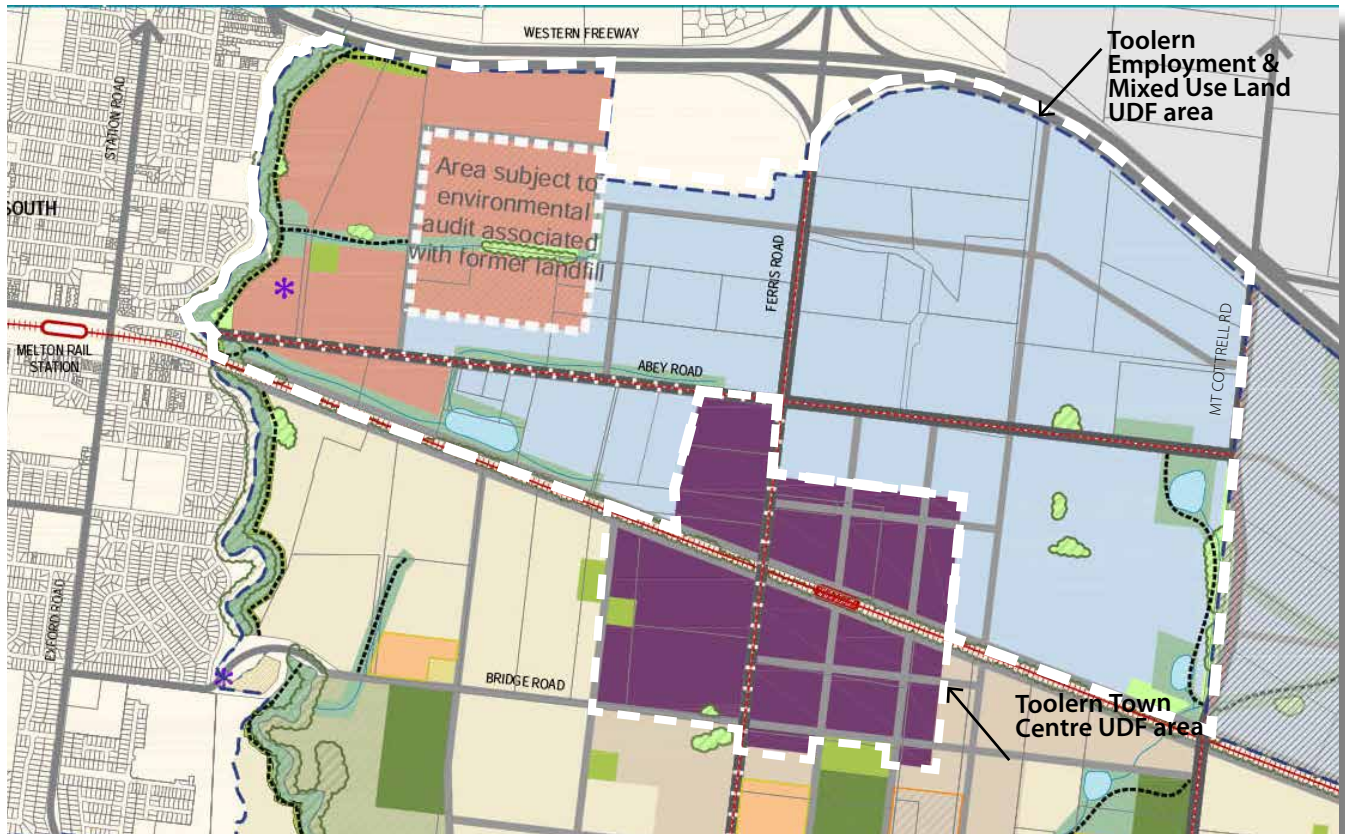 WESTERN FREEWAY
Toolern
Employment &
Mixed Use Land
UDF area
STATION ROAD
SOUTH
Area subject to
environmental
audit associated
with former landfill
FERRIS ROAD
MT COTTRELL RD
MELTON RAIL
STATION
ABEY ROAD
EXFORD ROAD
BRIDGE ROAD
Toolern Town
Centre UDF area